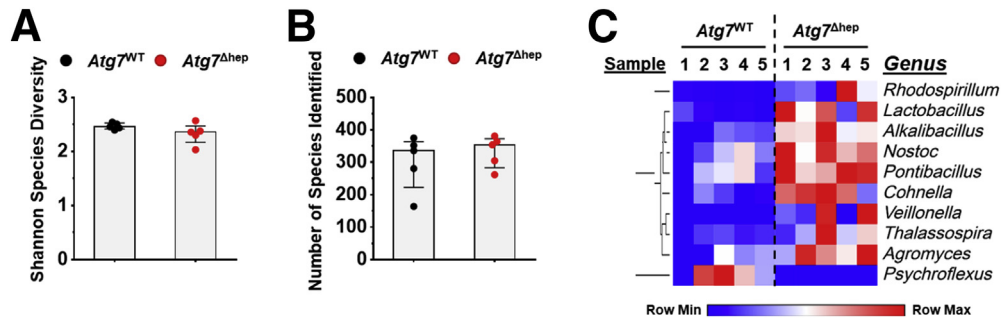 A
Atg7WT Atg7Δhep
Shannon Species Diversity
3
2
1
0
B
Atg7WT Atg7Δhep
Number of Species Identified
500
400
300
200
100
0
C
Atg7WT Atg7Δhep
Sample 1 2 3 4 5 1 2 3 4 5 Genus
Rhodospirillum
Lactobacillus
Alkalibacillus
Nostoc
Pontibacillus
Cohnella
Veillonella
Thalassospira
Agromyces
Psychroflexus
Row Min Row Max